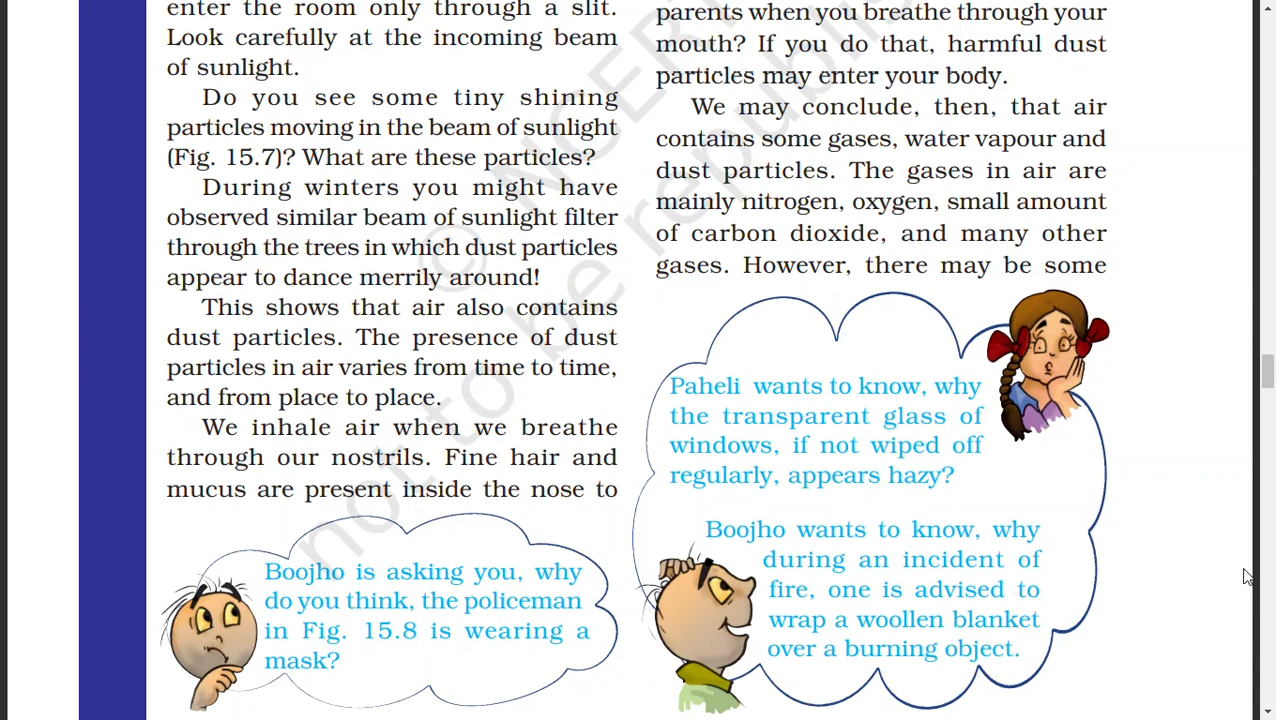 enter the room only through a slit.
Look carefully at the incoming beam
of sunlight.
Do you see some tiny shining
particles moving in the beam of sunlight
(Fig. 15.7)? What are these particles?
During winters you might have
observed similar beam of sunlight filter
through the trees in which dust particles
appear to dance merrily around!
This shows that air also contains
dust particles. The presence of dust
particles in air varies from time to time,
and from place to place.
We inhale air when we breathe
through our nostrils. Fine hair and
mucus are present inside the nose to
Boojho is asking you, why
do you think, the policeman
in Fig. 15.8 is wearing a
mask?
parents when you breathe through your
mouth? If you do that, harmful dust
particles may enter your body.
We may conclude, then, that air
contains some gases, water vapour and
dust particles. The gases in air are
mainly nitrogen, oxygen, small amount
of carbon dioxide, and many other
gases. However, there may be some
Paheli wants to know, why
the transparent glass of
windows, if not wiped off
regularly, appears hazy?
Boojho wants to know, why
during an incident of
fire, one is advised to
wrap a woollen blanket
over a burning object.
© NCERT
not to be republis